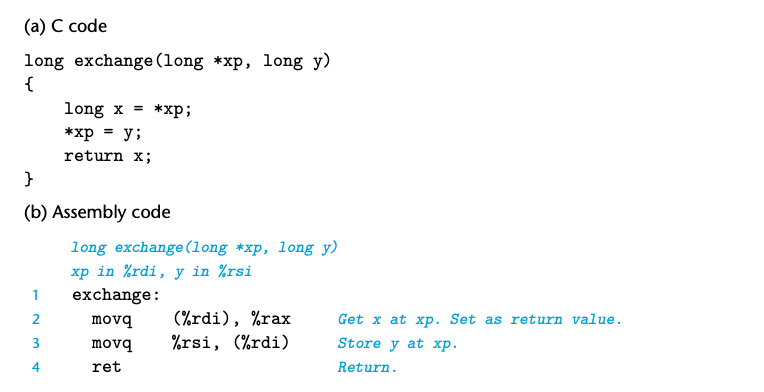 (a) C code
long exchange(long *xp, long y)
{
long x = *xp;
*xp = y;
return x;
}
(b) Assembly code
long exchange(long *xp, long y)
xp in %rdi, y in %rsi
1 exchange:
2 movq (%rdi), %rax Get x at xp. Set as return value.
3 movq %rsi, (%rdi) Store y at xp.
4 ret Return.